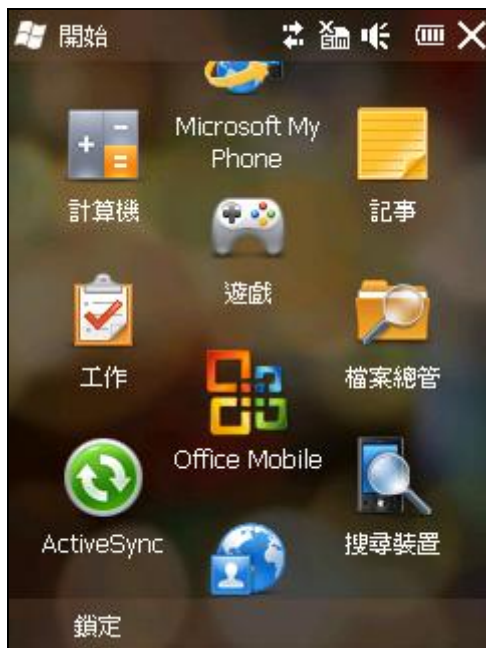 開始
Microsoft My
Phone
計算機
記事
遊戲
工作
檔案總管
Office Mobile
ActiveSync
搜尋裝置
鎖定